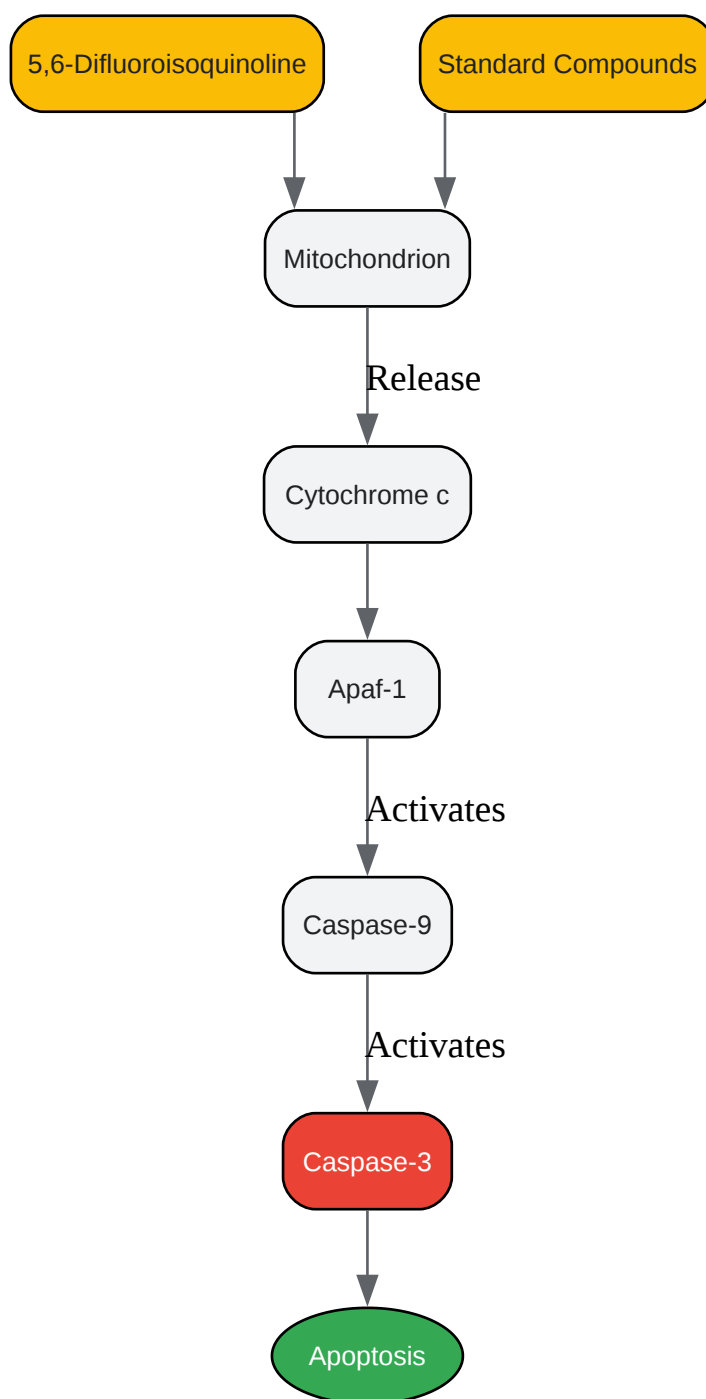 5,6-Difluoroisoquinoline
Standard Compounds
Mitochondrion
Release
Cytochrome c
Apaf-1
Activates
Caspase-9
Activates
Caspase-3
Apoptosis